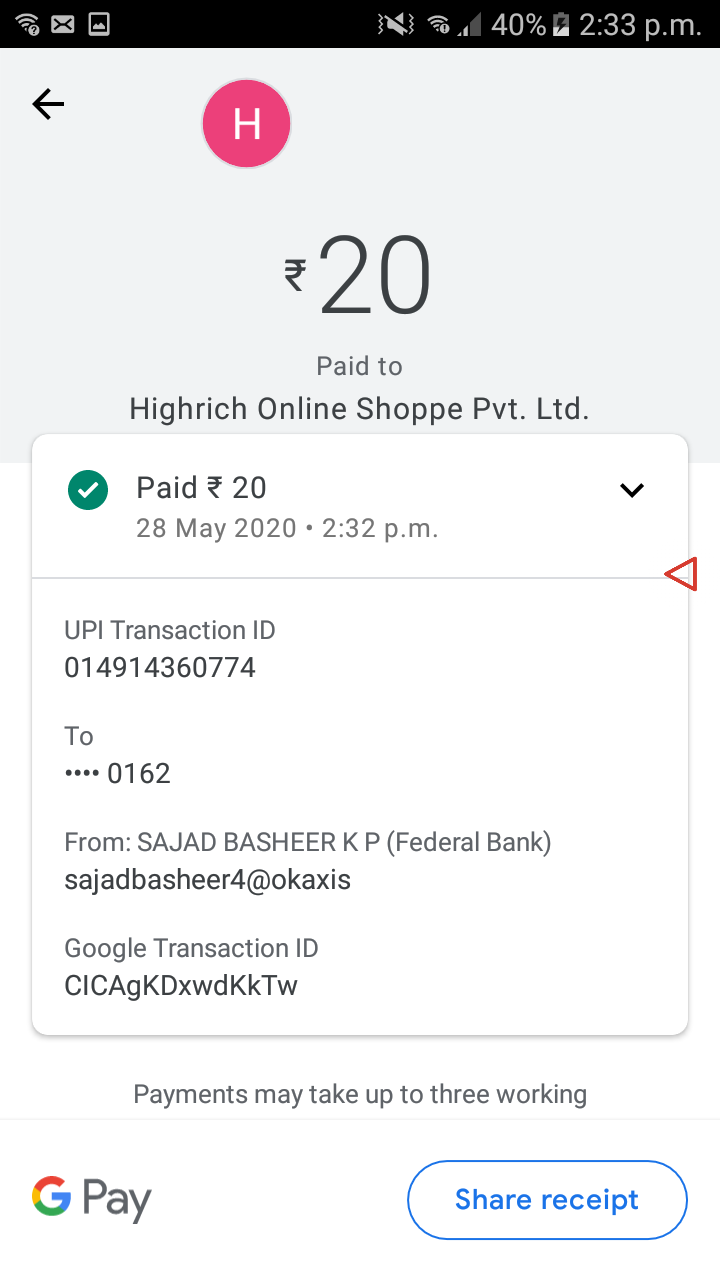 40% 2:33 p.m.
H
₹20
Paid to
Highrich Online Shoppe Pvt. Ltd.
Paid ₹ 20
28 May 2020 • 2:32 p.m.
UPI Transaction ID
014914360774
To
•••• 0162
From: SAJAD BASHEER K P (Federal Bank)
sajadbasheer4@okaxis
Google Transaction ID
CICAgKDxwdKkTw
Payments may take up to three working
G Pay
Share receipt